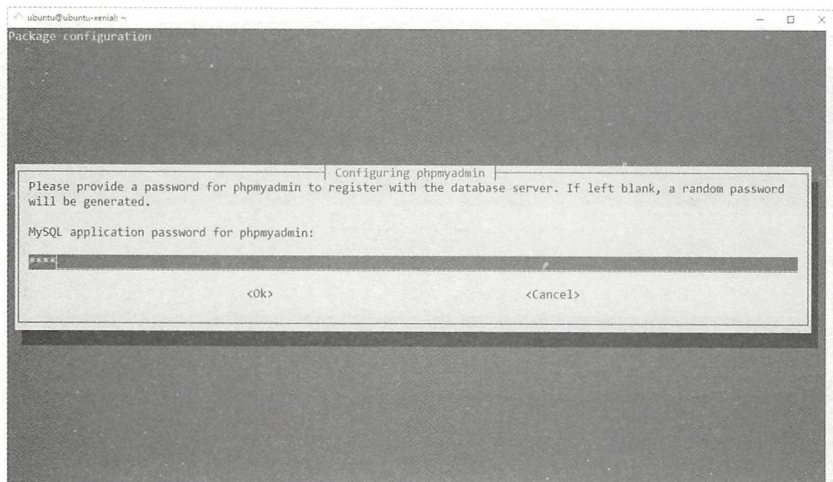 ubuntu@ubuntu-xenial: ~
Package configuration
Configuring phpmyadmin
Please provide a password for phpmyadmin to register with the database server. If left blank, a random password
will be generated.
MySQL application password for phpmyadmin:
****
<Ok>
<Cancel>